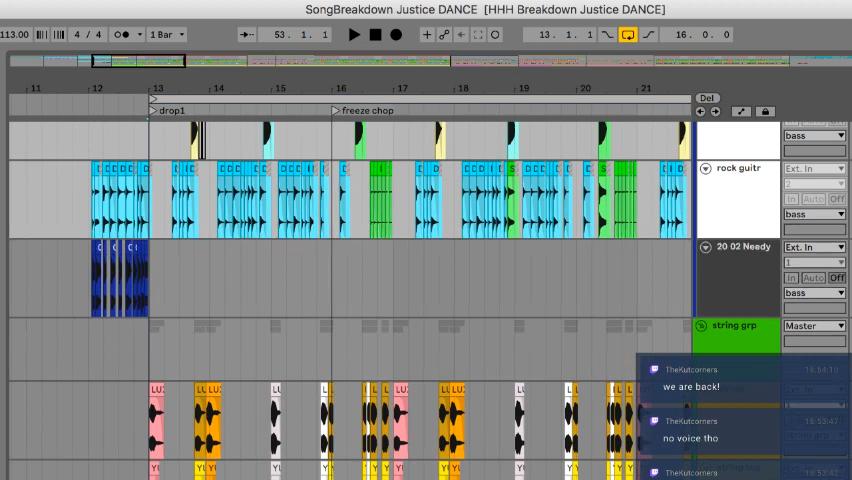 SongBreakdown Justice DANCE [HHH Breakdown Justice DANCE]
113.00 4 / 4 1 Bar 53. 1. 1 13. 1. 1 16. 0. 0
11 12 13 14 15 16 17 18 19 20 21
Del
drop1 freeze chop
bass
rock guitr
Ext. In
2
In Auto Off
bass
20 02 Needy
Ext. In
1
In Auto Off
bass
string grp
Master
TheKutcorners 16:54:10
we are back!
TheKutcorners 16:53:47
no voice tho
TheKutcorners 16:53:42